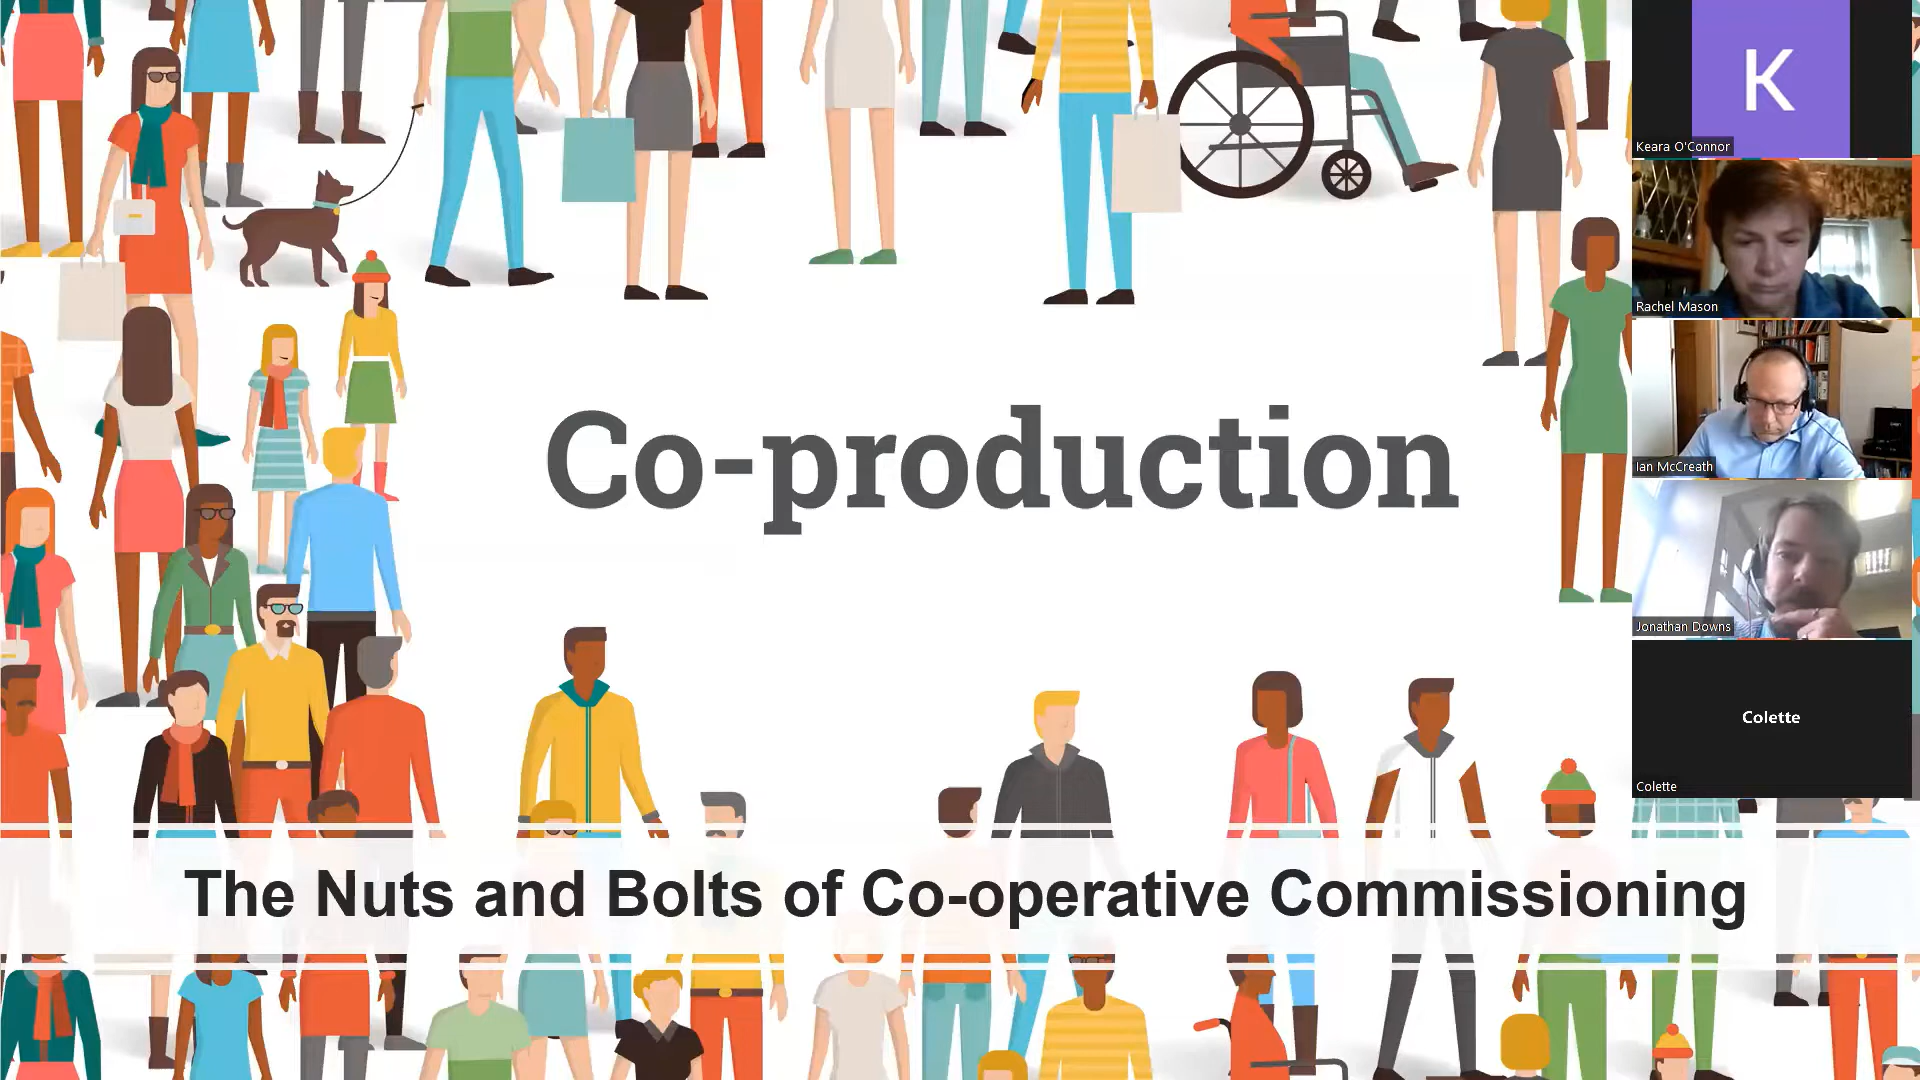 Co-production
The Nuts and Bolts of Co-operative Commissioning
K
Keara O'Connor
Rachel Mason
Ian McCreath
Jonathan Downs
Colette
Colette